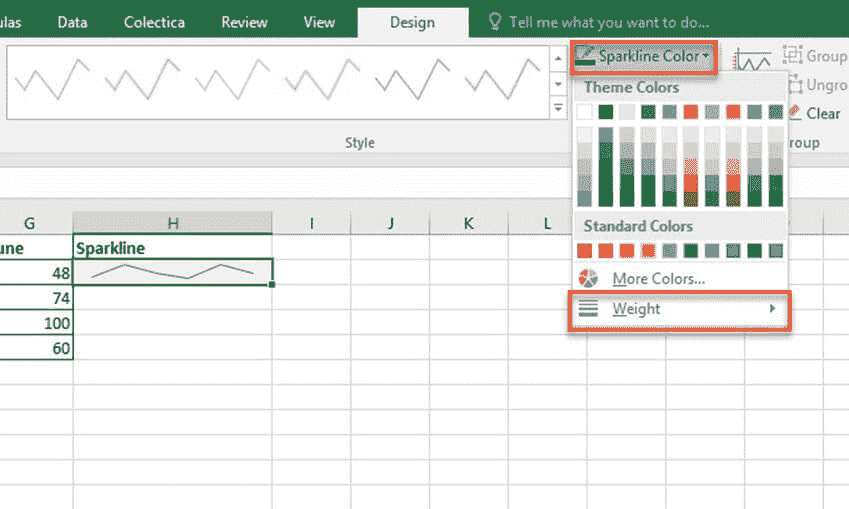 ulas Data Colectica Review View Design Tell me what you want to do...
Sparkline Color
Group
Ungro
Clear
roup
Style
Theme Colors
Standard Colors
More Colors...
Weight
G H I J K L
une Sparkline
48
74
100
60